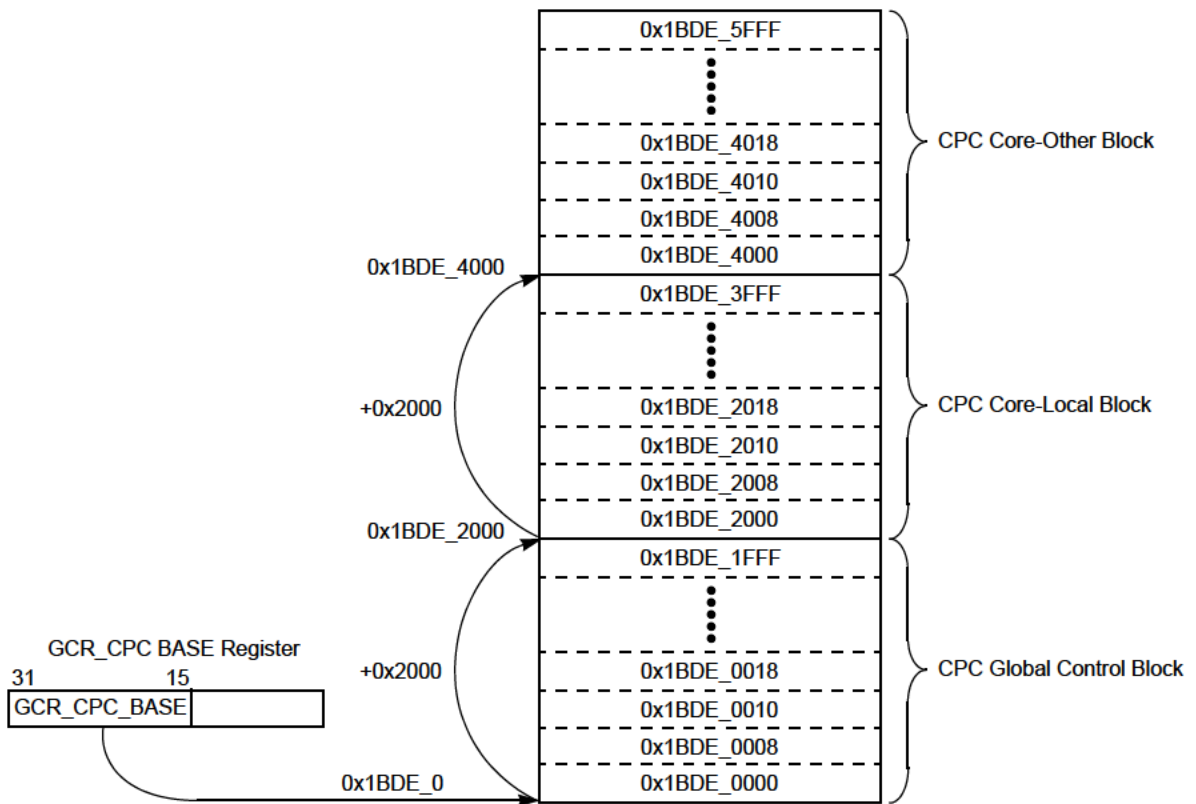 0x1BDE_5FFF
0x1BDE_4018
CPC Core-Other Block
0x1BDE_4010
0x1BDE_4008
0x1BDE_4000
0x1BDE_4000
0x1BDE_3FFF
+0x2000
0x1BDE_2018
CPC Core-Local Block
0x1BDE_2010
0x1BDE_2008
0x1BDE_2000
0x1BDE_2000
0x1BDE_1FFF
GCR_CPC BASE Register
31 15
GCR_CPC_BASE
+0x2000
0x1BDE_0018
CPC Global Control Block
0x1BDE_0010
0x1BDE_0008
0x1BDE_0
0x1BDE_0000